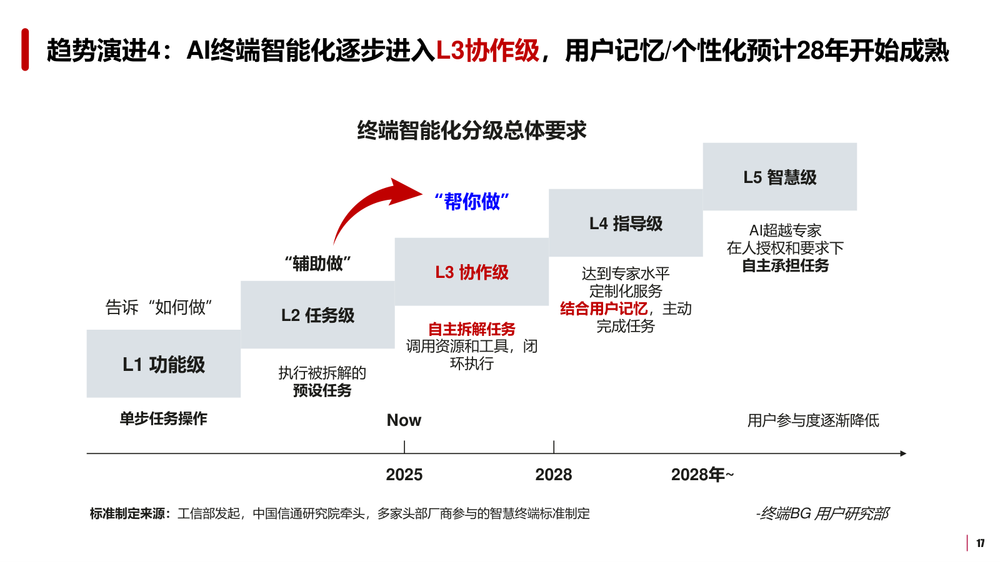 趋势演进4：AI终端智能化逐步进入L3协作级，用户记忆/个性化预计28年开始成熟
终端智能化分级总体要求
L5 智慧级
AI超越专家
在人授权和要求下
自主承担任务
“帮你做”
L4 指导级
达到专家水平
定制化服务
结合用户记忆，主动
完成任务
“辅助做”
L3 协作级
自主拆解任务
调用资源和工具，闭
环执行
告诉“如何做”
L2 任务级
执行被拆解的
预设任务
L1 功能级
单步任务操作
Now
用户参与度逐渐降低
2025
2028
2028年~
标准制定来源：工信部发起，中国信通研究院牵头，多家头部厂商参与的智慧终端标准制定
-终端BG 用户研究部
17